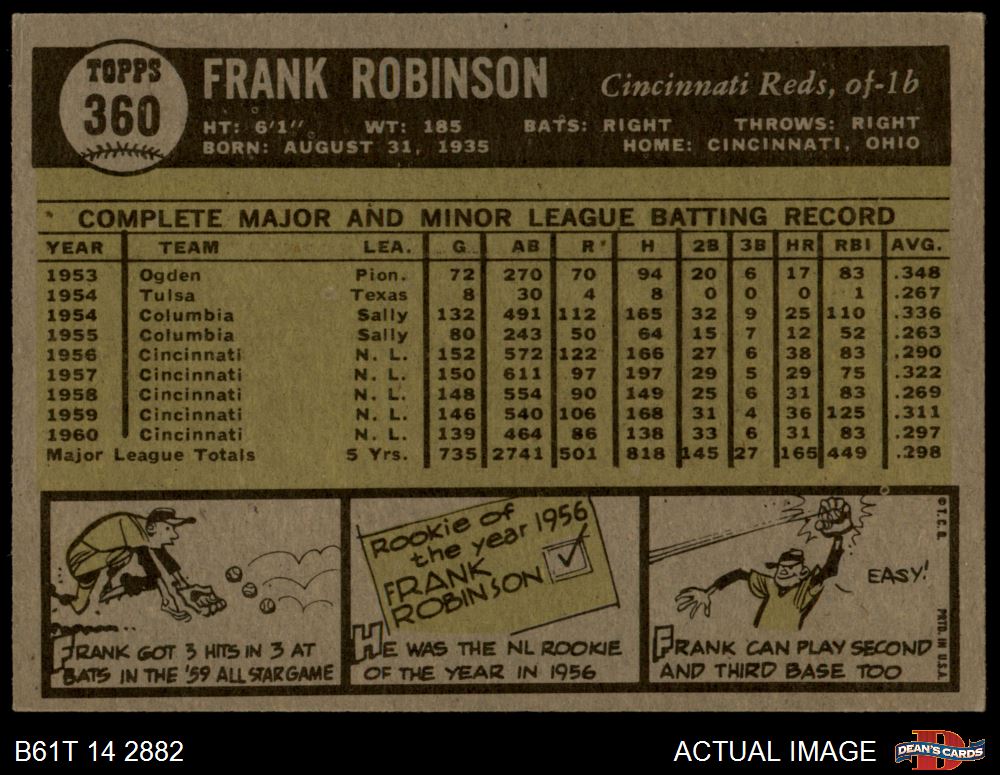 TOPPS
360
FRANK ROBINSON Cincinnati Reds, of-1b
HT: 6'1" WT: 185 BATS: RIGHT THROWS: RIGHT
BORN: AUGUST 31, 1935 HOME: CINCINNATI, OHIO
COMPLETE MAJOR AND MINOR LEAGUE BATTING RECORD
YEAR TEAM LEA. G AB R H 2B 3B HR RBI AVG.
1953 Ogden Pion. 72 270 70 94 20 6 17 83 .348
1954 Tulsa Texas 8 30 4 8 0 0 0 1 .267
1954 Columbia Sally 132 491 112 165 32 9 25 110 .336
1955 Columbia Sally 80 243 50 64 15 7 12 52 .263
1956 Cincinnati N. L. 152 572 122 166 27 6 38 83 .290
1957 Cincinnati N. L. 150 611 97 197 29 5 29 75 .322
1958 Cincinnati N. L. 148 554 90 149 25 6 31 83 .269
1959 Cincinnati N. L. 146 540 106 168 31 4 36 125 .311
1960 Cincinnati N. L. 139 464 86 138 33 6 31 83 .297
Major League Totals 5 Yrs. 735 2741 501 818 145 27 165 449 .298
FRANK GOT 3 HITS IN 3 AT
BATS IN THE '59 ALL STAR GAME
Rookie of
the year 1956
FRANK
ROBINSON
HE WAS THE NL ROOKIE
OF THE YEAR IN 1956
EASY!
FRANK CAN PLAY SECOND
AND THIRD BASE TOO
© T.C.G.
PRTD. IN U.S.A.
B61T 14 2882
ACTUAL IMAGE
DEAN'S CARDS